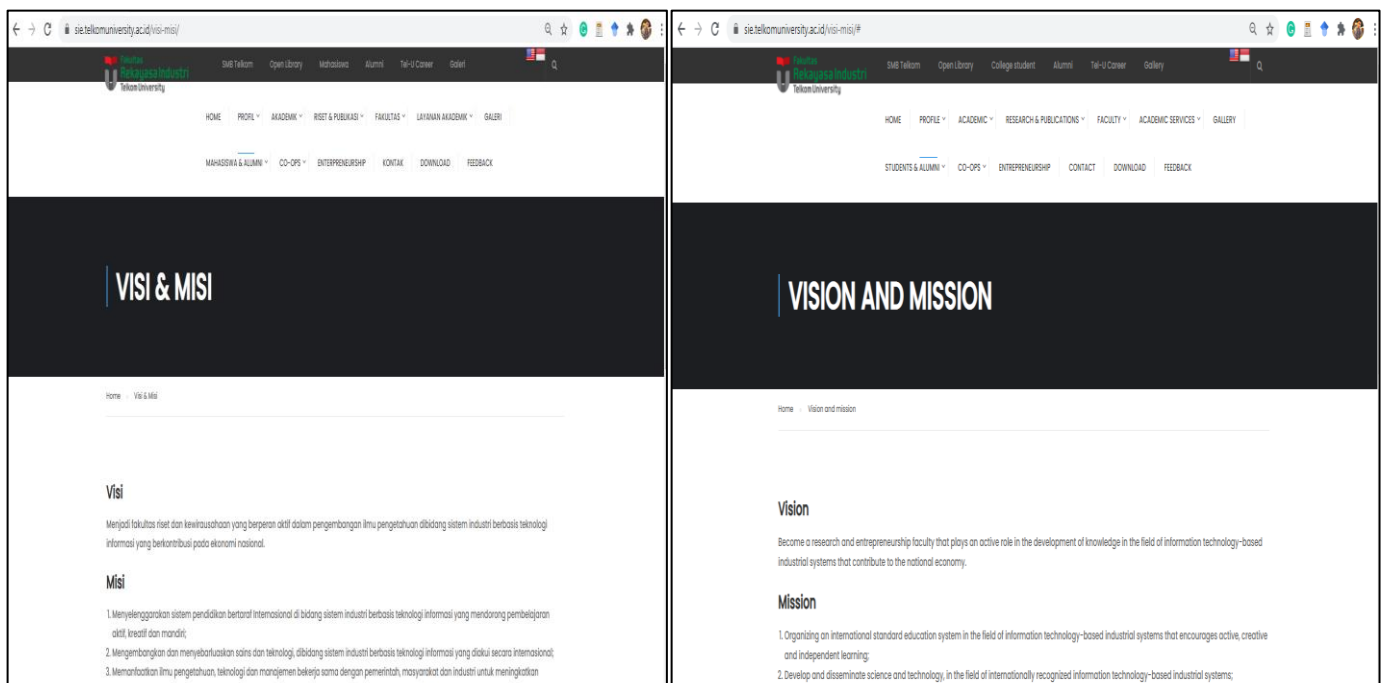 sie.telkomuniversity.ac.id/visi-misi/
Fakultas
Rekayasa Industri
Telkom University
SMB Telkom Open Library Mahasiswa Alumni Tel-U Career Galeri
HOME PROFIL AKADEMIK RISET & PUBLIKASI FAKULTAS LAYANAN AKADEMIK GALERI
MAHASISWA & ALUMNI CO-OPS ENTERPRENEURSHIP KONTAK DOWNLOAD FEEDBACK
VISI & MISI
Home > Visi & Misi
Visi
Menjadi fakultas riset dan kewirausahaan yang berperan aktif dalam pengembangan ilmu pengetahuan dibidang sistem industri berbasis teknologi
informasi yang berkontribusi pada ekonomi nasional.
Misi
1. Menyelenggarakan sistem pendidikan bertaraf Internasional di bidang sistem industri berbasis teknologi informasi yang mendorong pembelajaran
aktif, kreatif dan mandiri;
2. Mengembangkan dan menyebarluaskan sains dan teknologi, dibidang sistem industri berbasis teknologi informasi yang diakui secara internasional;
3. Memanfaatkan ilmu pengetahuan, teknologi dan manajemen bekerja sama dengan pemerintah, masyarakat dan industri untuk meningkatkan
sie.telkomuniversity.ac.id/visi-misi/#
Fakultas
Rekayasa Industri
Telkom University
SMB Telkom Open Library College student Alumni Tel-U Career Gallery
HOME PROFILE ACADEMIC RESEARCH & PUBLICATIONS FACULTY ACADEMIC SERVICES GALLERY
STUDENTS & ALUMNI CO-OPS ENTREPRENEURSHIP CONTACT DOWNLOAD FEEDBACK
VISION AND MISSION
Home > Vision and mission
Vision
Become a research and entrepreneurship faculty that plays an active role in the development of knowledge in the field of information technology-based
industrial systems that contribute to the national economy.
Mission
1. Organizing an international standard education system in the field of information technology-based industrial systems that encourages active, creative
and independent learning;
2. Develop and disseminate science and technology, in the field of internationally recognized information technology-based industrial systems;